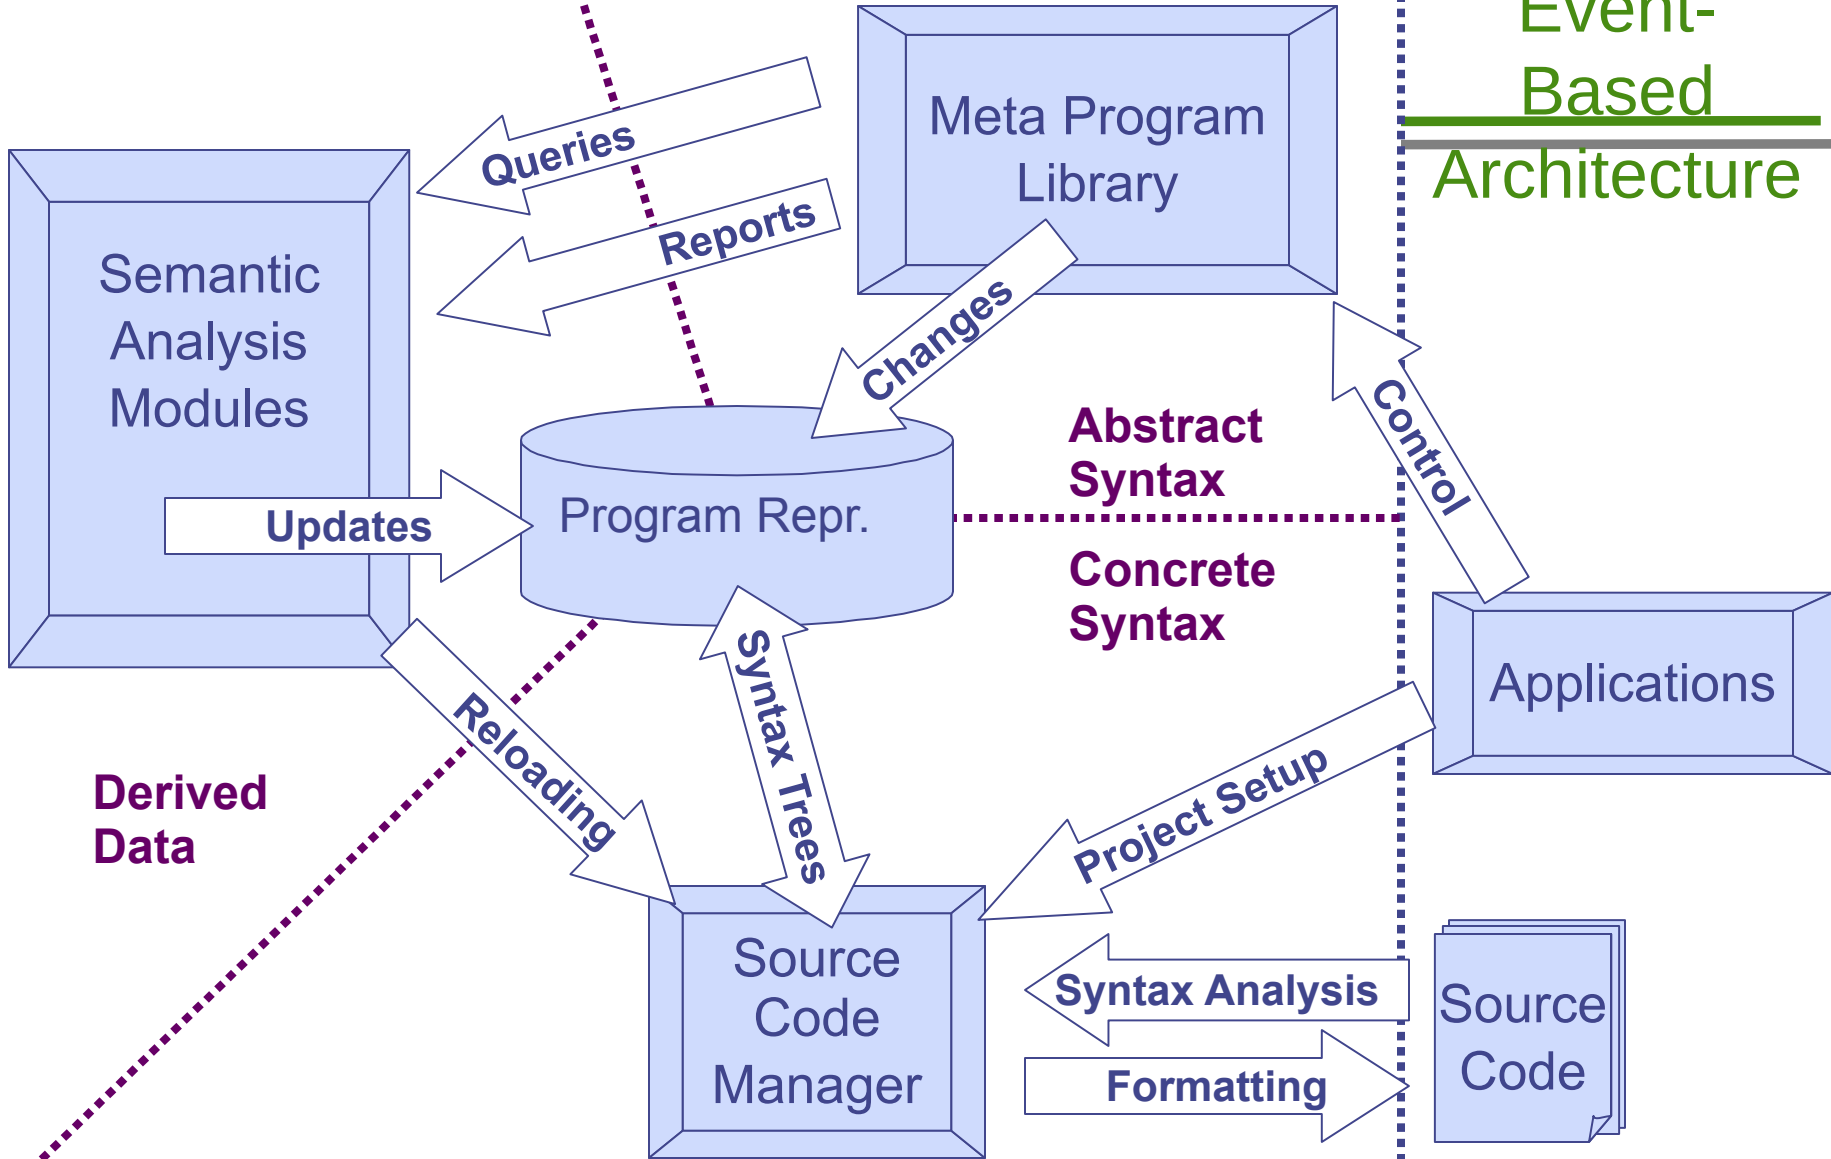 Event-
Based
Architecture
Meta Program
Library
Queries
Reports
Changes
Semantic
Analysis
Modules
Control
Abstract
Syntax
Updates
Program Repr.
Concrete
Syntax
Applications
Syntax Trees
Reloading
Project Setup
Derived
Data
Source
Code
Manager
Syntax Analysis
Formatting
Source
Code